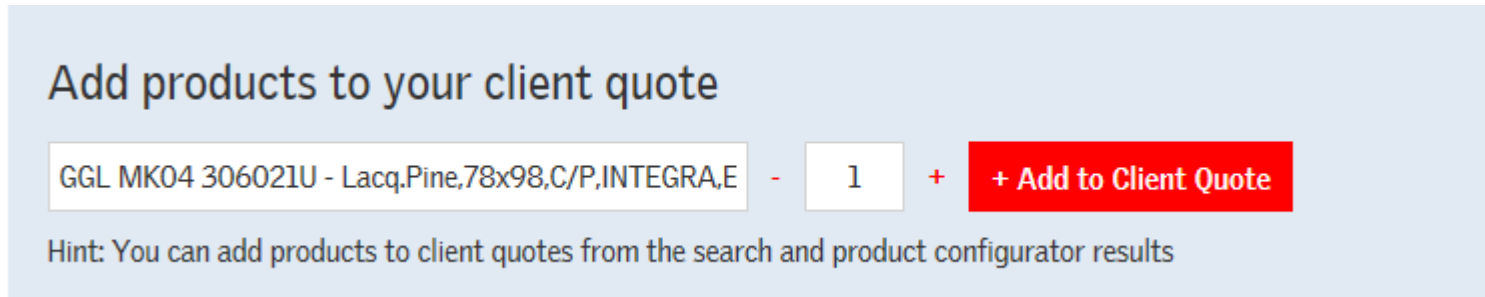 Add products to your client quote
GGL MK04 306021U - Lacq.Pine,78x98,C/P,INTEGRA,E - 1 + + Add to Client Quote
Hint: You can add products to client quotes from the search and product configurator results